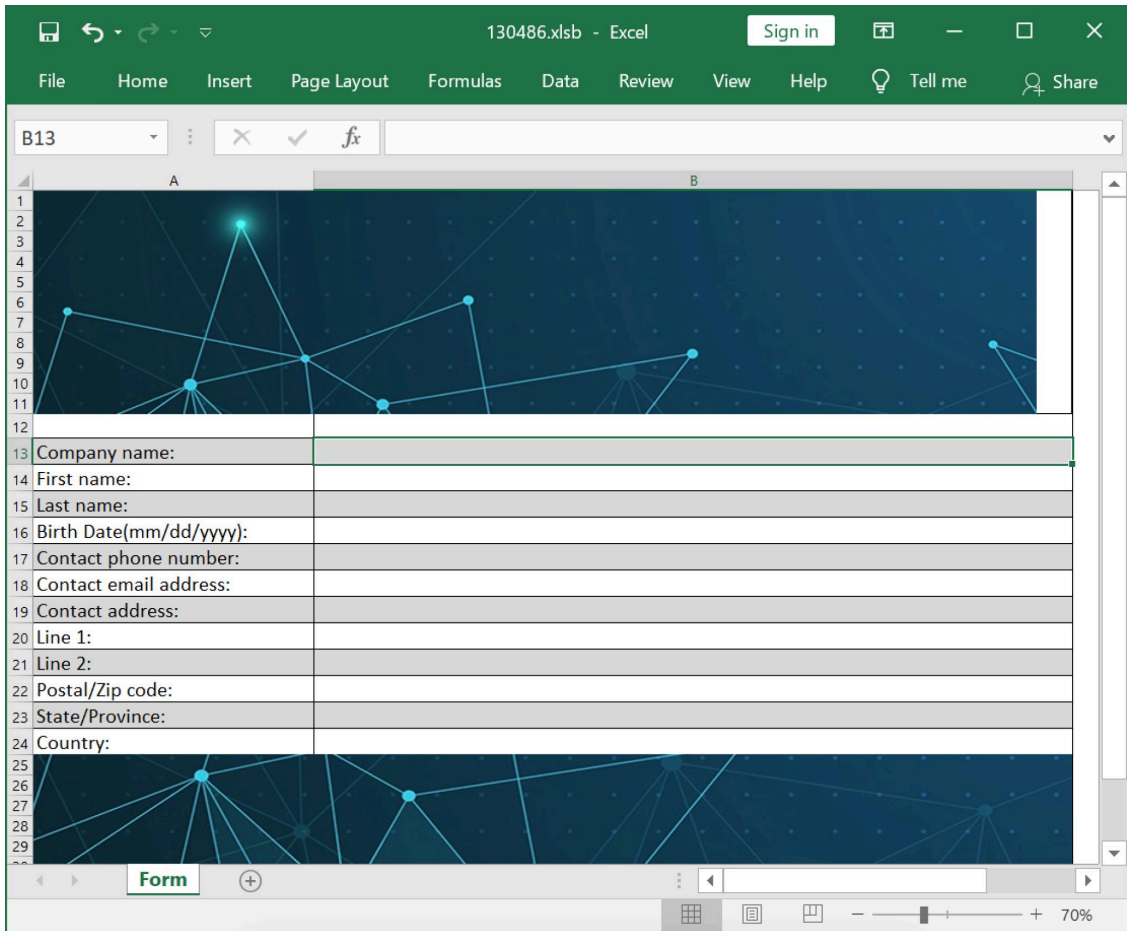 130486.xlsb - Excel Sign in
File Home Insert Page Layout Formulas Data Review View Help Tell me Share
B13 fx
A B
1
2
3
4
5
6
7
8
9
10
11
12
13 Company name:
14 First name:
15 Last name:
16 Birth Date(mm/dd/yyyy):
17 Contact phone number:
18 Contact email address:
19 Contact address:
20 Line 1:
21 Line 2:
22 Postal/Zip code:
23 State/Province:
24 Country:
25
26
27
28
29
Form
70%